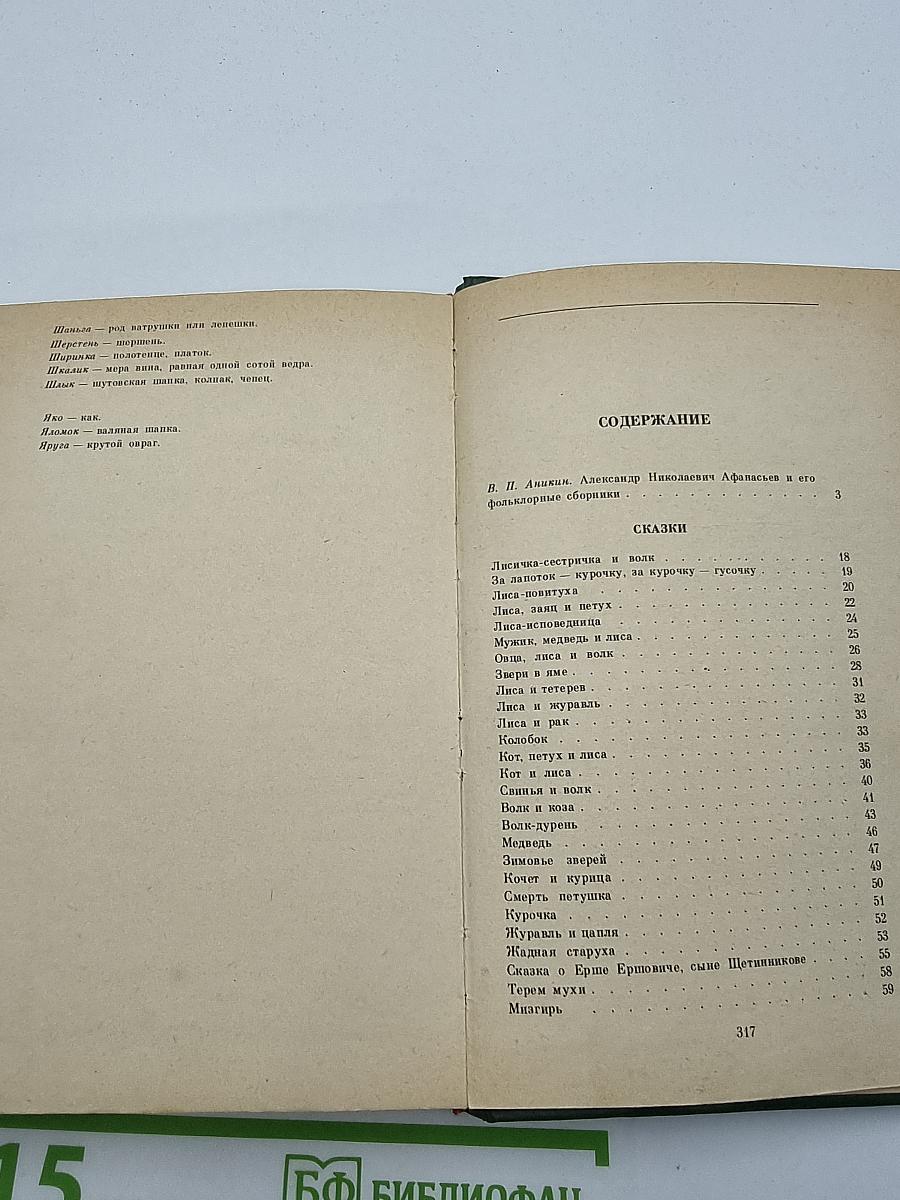 Шаньга — род ватрушки или лепешки.
Шерстень — шершень.
Ширинка — полотенце, платок.
Шкалик — мера вина, равная одной сотой ведра.
Шлык — шутовская шапка, колпак, чепец.
Яко — как.
Яломок — валяная шапка.
Яруга — крутой овраг.
СОДЕРЖАНИЕ
В. П. Аникин. Александр Николаевич Афанасьев и его
фольклорные сборники . . . . . . . . . . . . . 3
СКАЗКИ
Лисичка-сестричка и волк . . . . . . . . . . 18
За лапоток — курочку, за курочку — гусочку . . . . . 19
Лиса-повитуха . . . . . . . . . . . . . 20
Лиса, заяц и петух . . . . . . . . . . . . 22
Лиса-исповедница . . . . . . . . . . . . 24
Мужик, медведь и лиса . . . . . . . . . . . 25
Овца, лиса и волк . . . . . . . . . . . . 26
Звери в яме . . . . . . . . . . . . . . 28
Лиса и тетерев . . . . . . . . . . . . . 31
Лиса и журавль . . . . . . . . . . . . . 32
Лиса и рак . . . . . . . . . . . . . . 33
Колобок . . . . . . . . . . . . . . . 33
Кот, петух и лиса . . . . . . . . . . . . 35
Кот и лиса . . . . . . . . . . . . . . 36
Свинья и волк . . . . . . . . . . . . . 40
Волк и коза . . . . . . . . . . . . . . 41
Волк-дурень . . . . . . . . . . . . . . 43
Медведь . . . . . . . . . . . . . . . 46
Зимовье зверей . . . . . . . . . . . . . 47
Кочет и курица . . . . . . . . . . . . . 49
Смерть петушка . . . . . . . . . . . . . 50
Курочка . . . . . . . . . . . . . . . 51
Журавль и цапля . . . . . . . . . . . . . 52
Жадная старуха . . . . . . . . . . . . . 53
Сказка о Ерше Ершовиче, сыне Щетинникове . . . . 55
Терем мухи . . . . . . . . . . . . . . 58
Мизгирь . . . . . . . . . . . . . . . 59
317
15
БФ БИБЛИОФАН